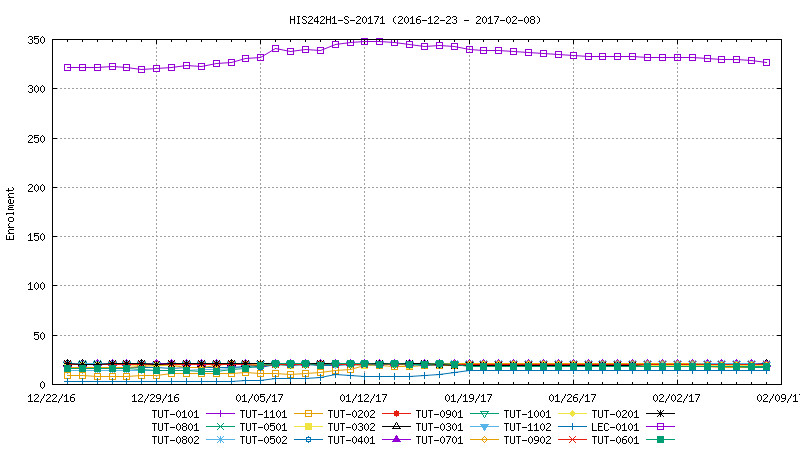 HIS242H1-S-20171 (2016-12-23 - 2017-02-08)
350
300
250
200
150
100
50
0
Enrolment
12/22/16 12/29/16 01/05/17 01/12/17 01/19/17 01/26/17 02/02/17 02/09/1
TUT-0101 TUT-1101 TUT-0202 TUT-0901 TUT-1001 TUT-0201
TUT-0801 TUT-0501 TUT-0302 TUT-0301 TUT-1102 LEC-0101
TUT-0802 TUT-0502 TUT-0401 TUT-0701 TUT-0902 TUT-0601